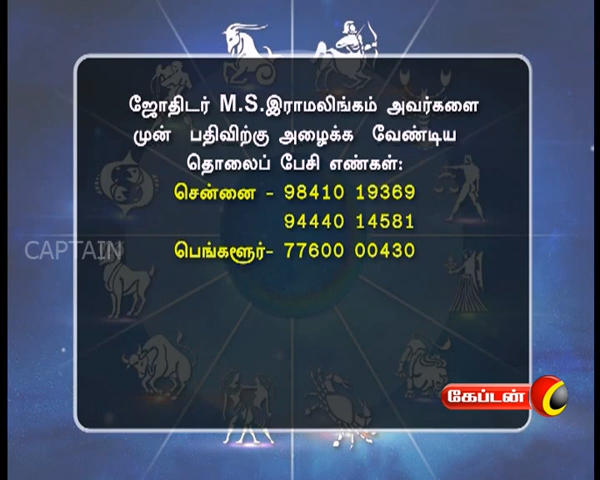 ஜோதிடர் M.S.இராமலிங்கம் அவர்களை
முன் பதிவிற்கு அழைக்க வேண்டிய
தொலைப் பேசி எண்கள்:
சென்னை - 98410 19369
94440 14581
CAPTAIN
பெங்களூர்- 77600 00430
கேப்டன்